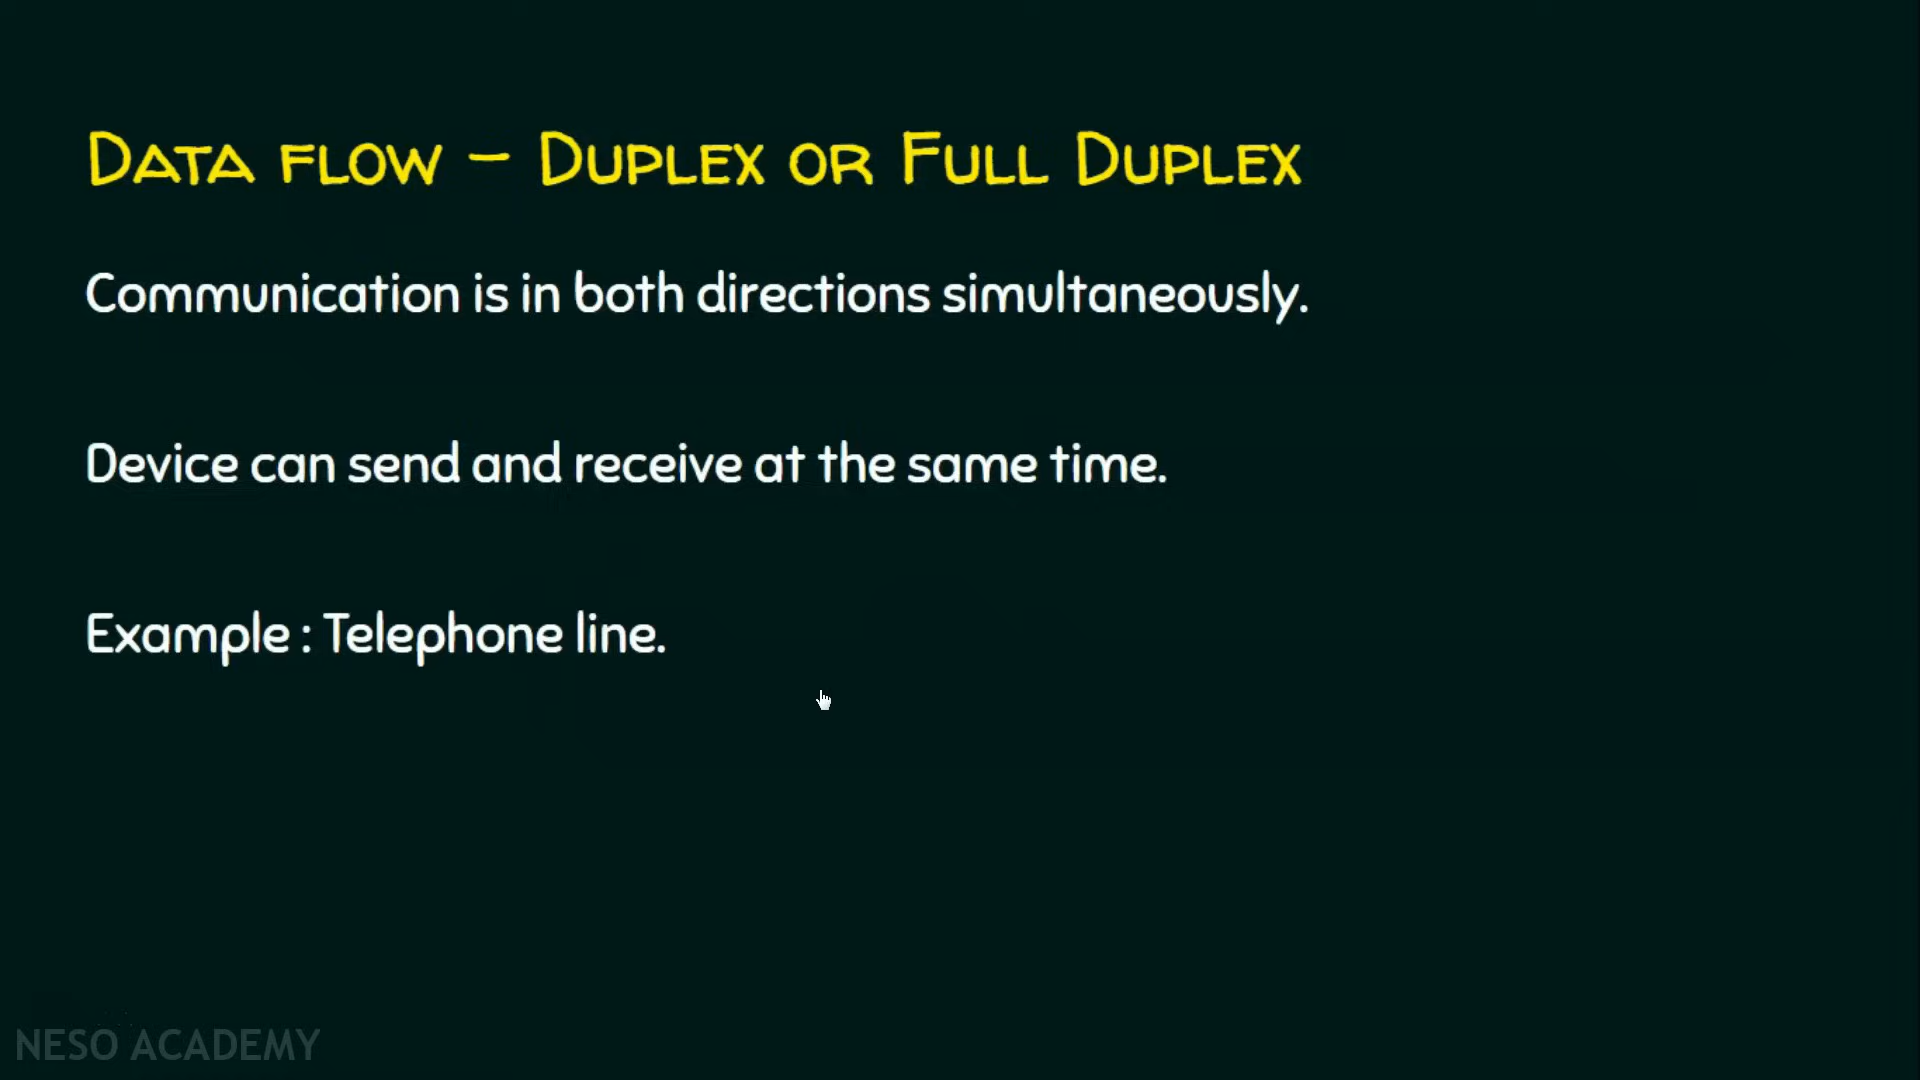 Data flow – Duplex or Full Duplex
Communication is in both directions simultaneously.
Device can send and receive at the same time.
Example : Telephone line.
NESO ACADEMY